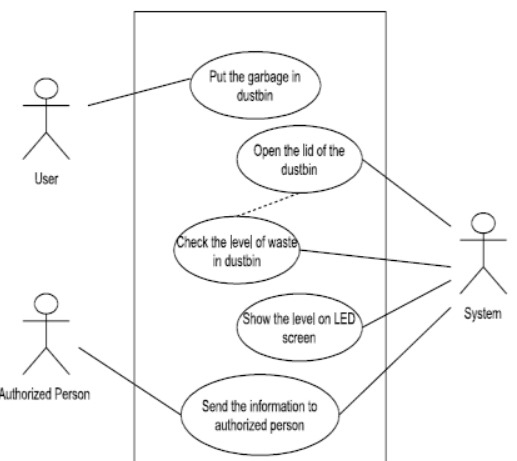 Put the garbage in
dustbin
User
Open the lid of the
dustbin
Check the level of waste
in dustbin
System
Show the level on LED
screen
Authorized Person
Send the information to
authorized person